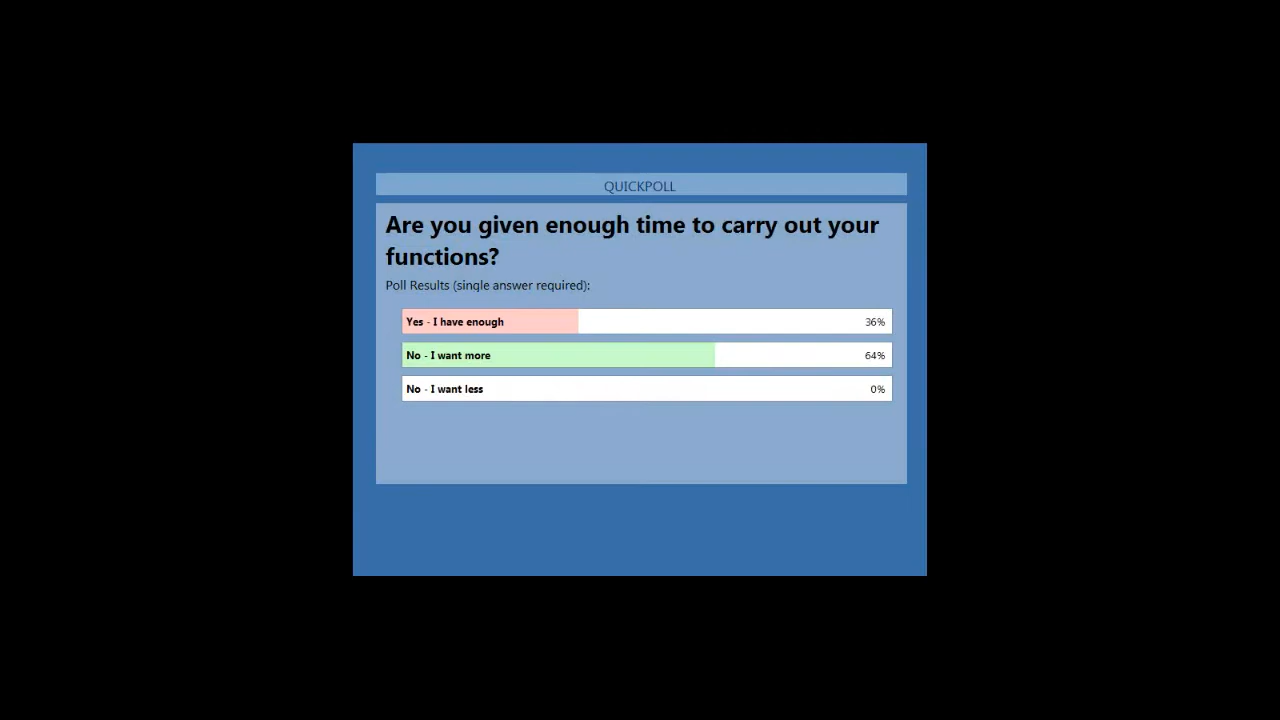 QUICKPOLL
Are you given enough time to carry out your
functions?
Poll Results (single answer required):
Yes - I have enough 36%
No - I want more 64%
No - I want less 0%